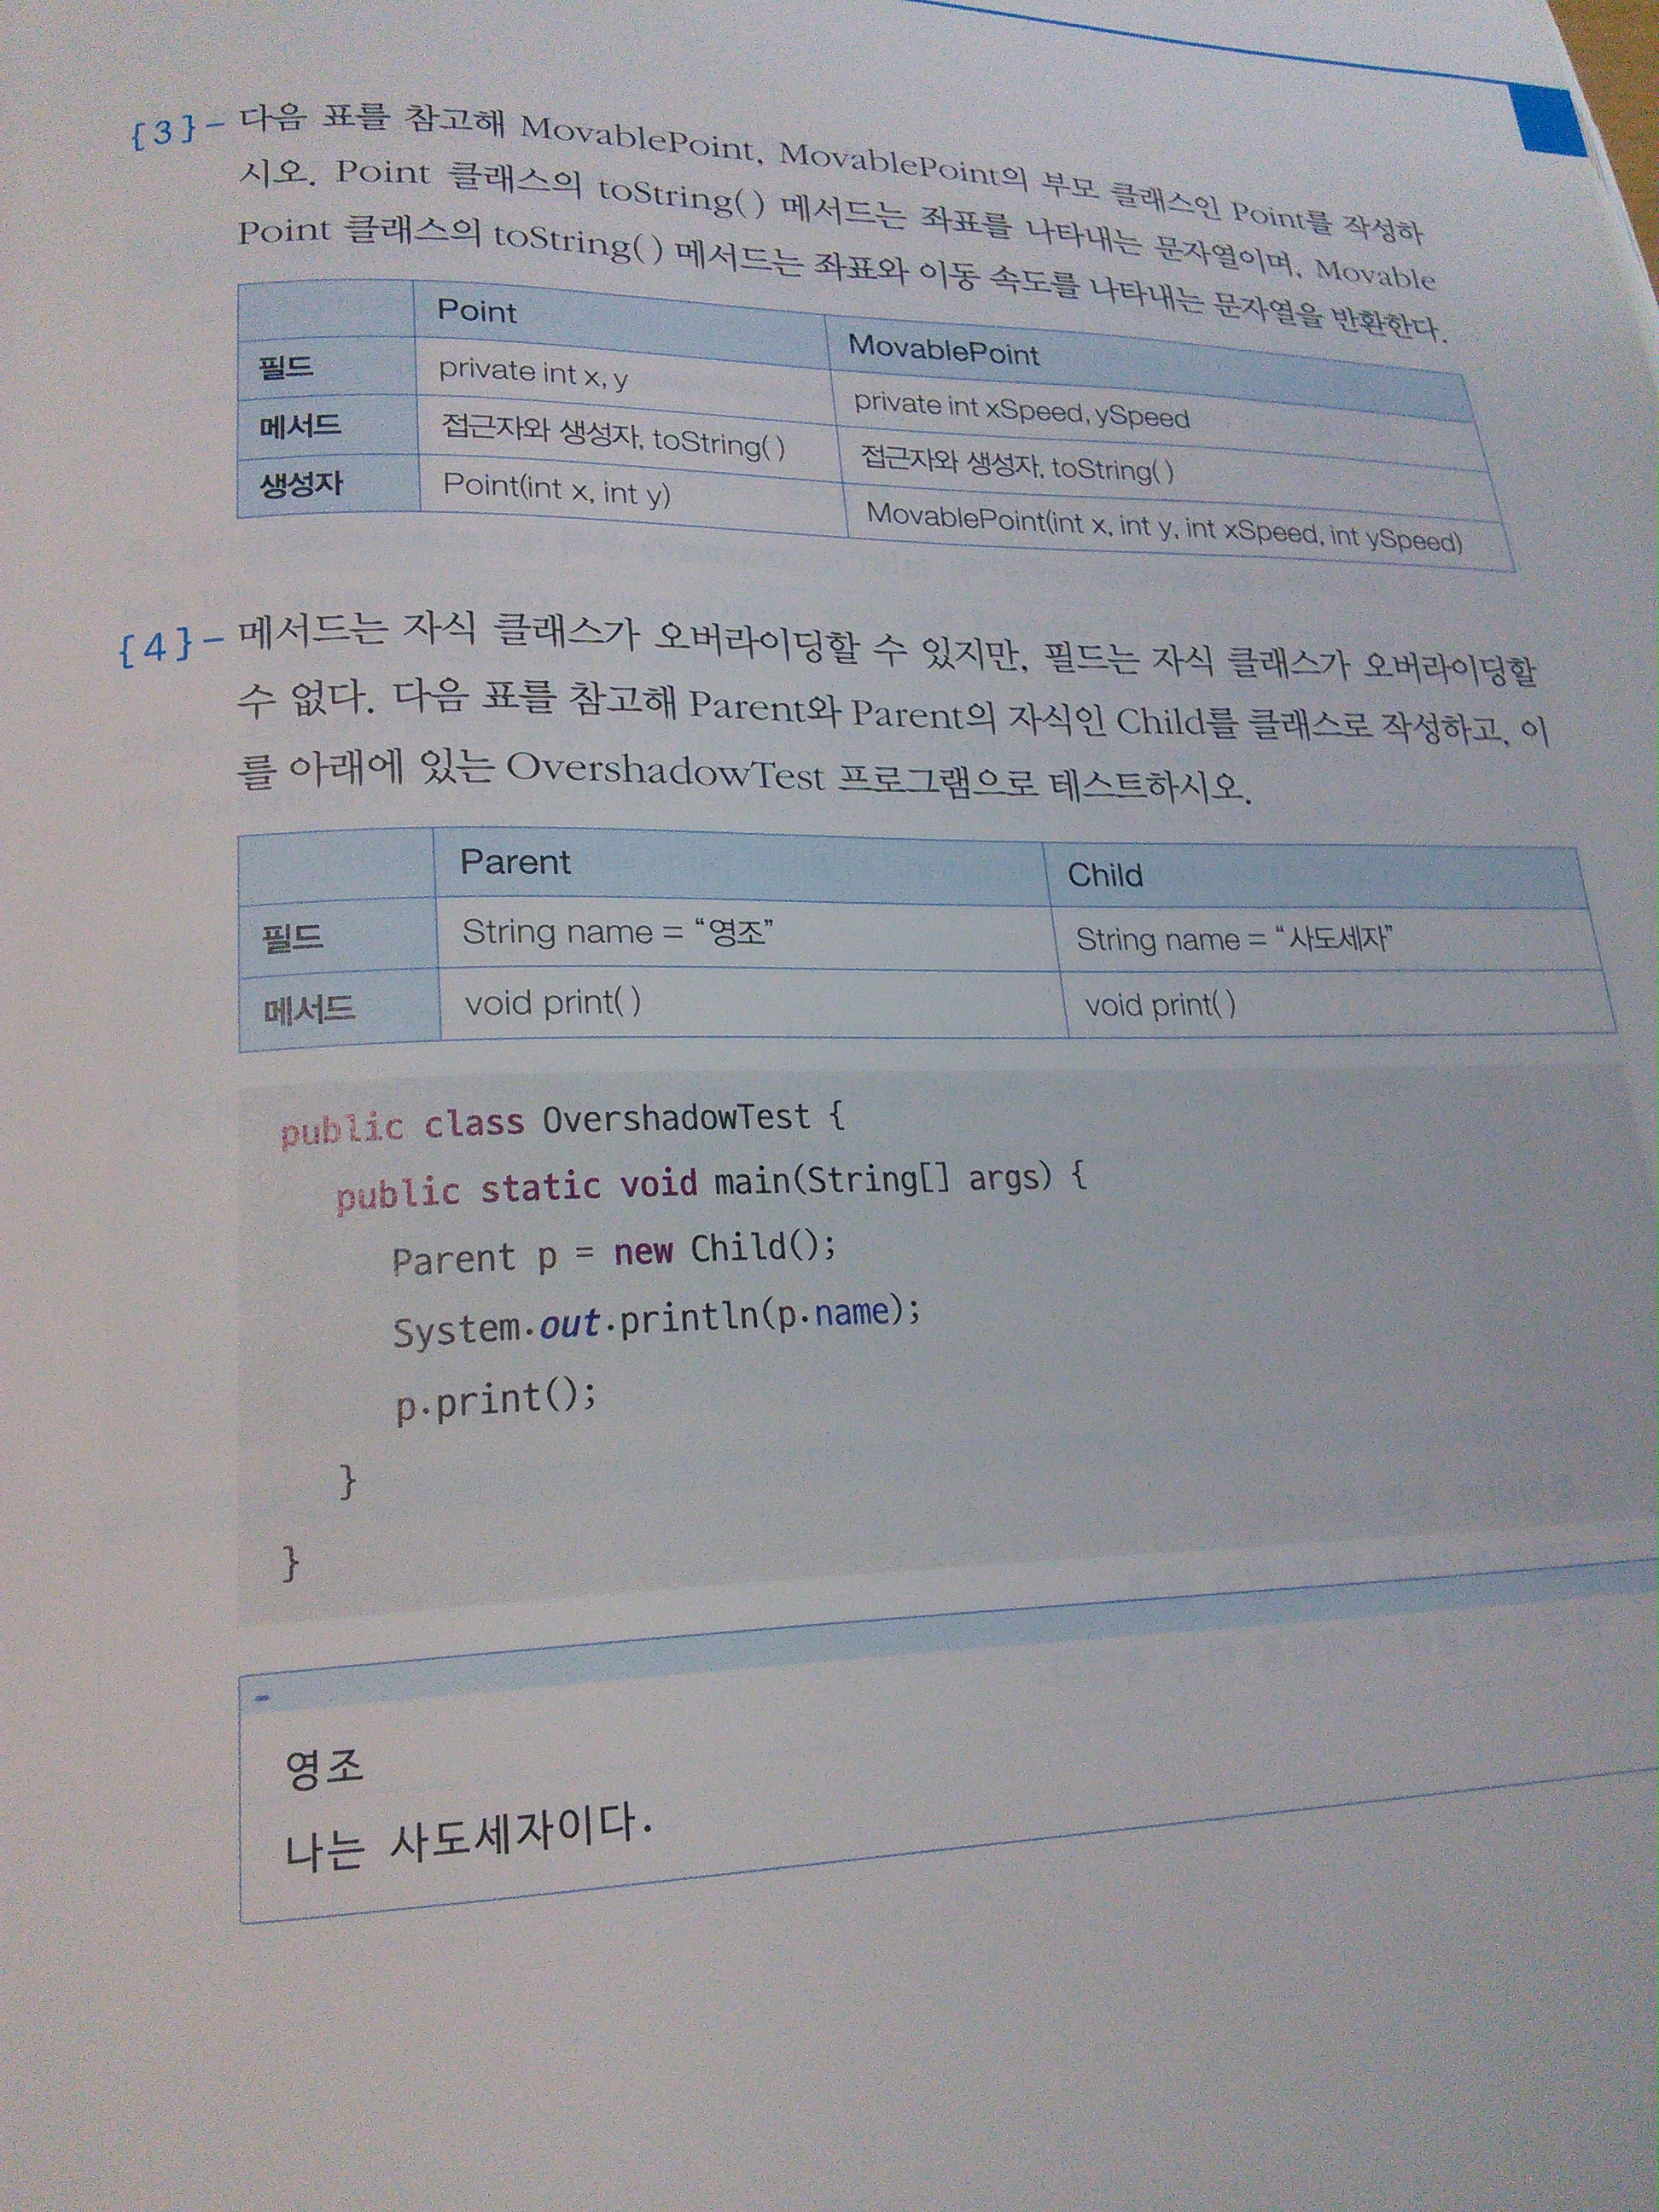 {3}- 다음 표를 참고해 MovablePoint, MovablePoint의 부모 클래스인 Point를 작성하
시오. Point 클래스의 toString( ) 메서드는 좌표를 나타내는 문자열이며, Movable
Point 클래스의 toString( ) 메서드는 좌표와 이동 속도를 나타내는 문자열을 반환한다.
Point MovablePoint
필드 private int x, y private int xSpeed, ySpeed
메서드 접근자와 생성자, toString( ) 접근자와 생성자, toString( )
생성자 Point(int x, int y) MovablePoint(int x, int y, int xSpeed, int ySpeed)
{4}- 메서드는 자식 클래스가 오버라이딩할 수 있지만, 필드는 자식 클래스가 오버라이딩할
수 없다. 다음 표를 참고해 Parent와 Parent의 자식인 Child를 클래스로 작성하고, 이
를 아래에 있는 OvershadowTest 프로그램으로 테스트하시오.
Parent Child
필드 String name = “영조” String name = “사도세자”
메서드 void print( ) void print( )
public class OvershadowTest {
public static void main(String[] args) {
Parent p = new Child();
System.out.println(p.name);
p.print();
}
}
영조
나는 사도세자이다.